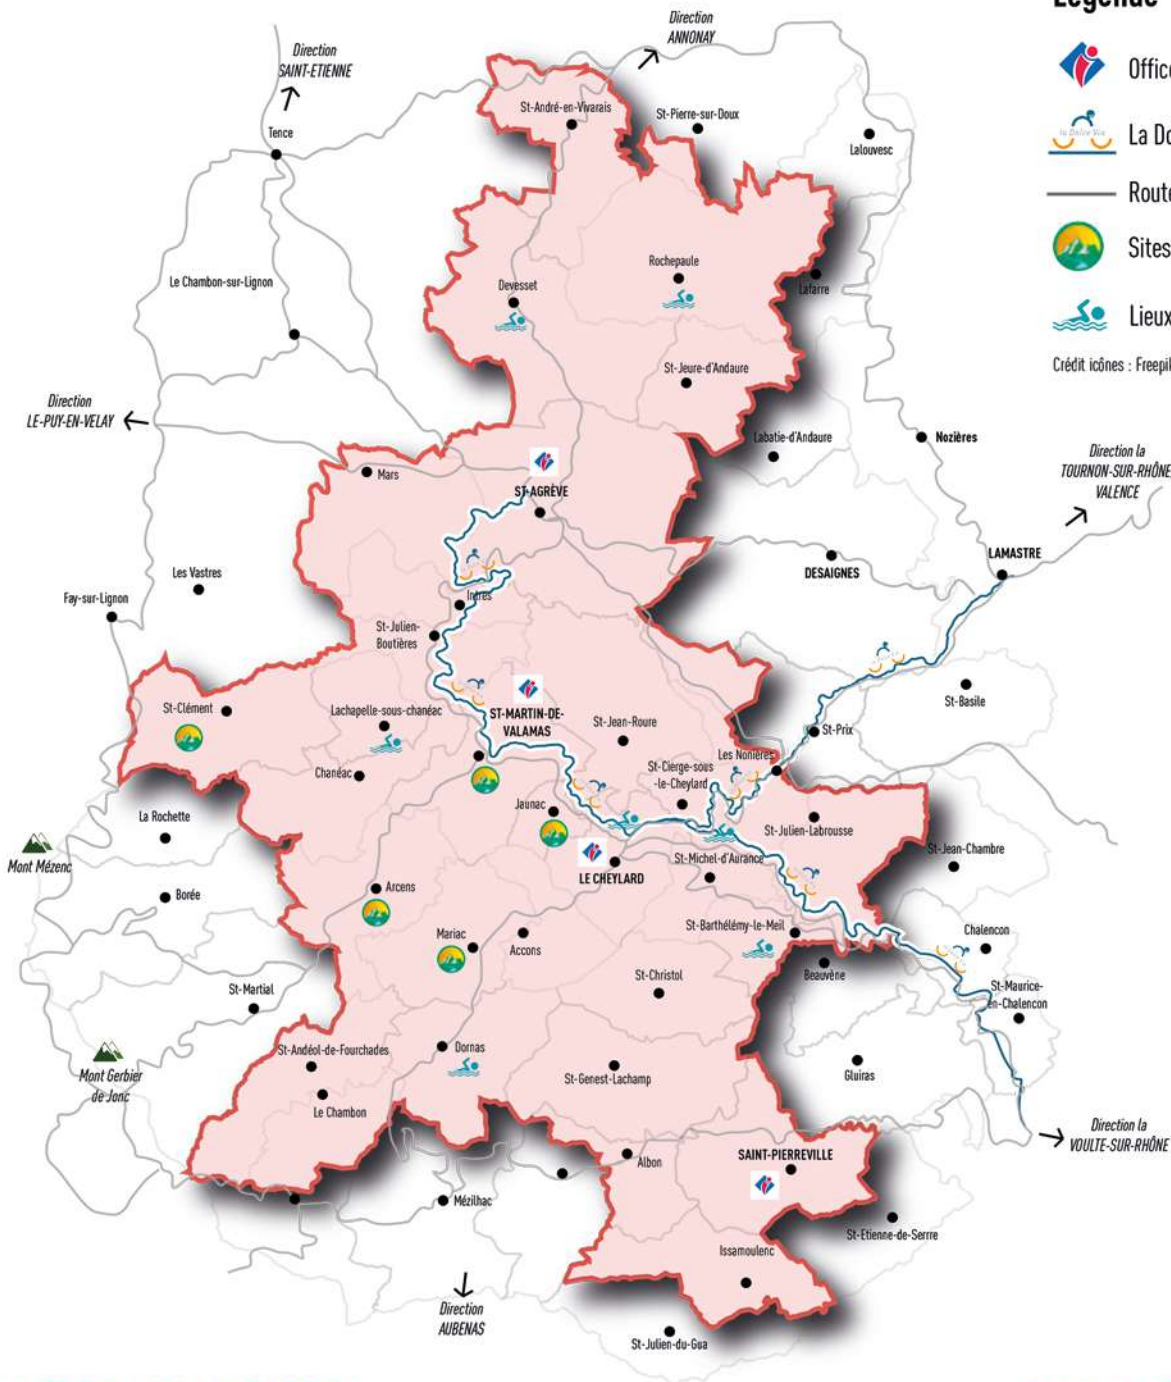 Légende
Direction
ANNONAY
Direction
SAINT-ETIENNE
St-André-en-Vivarais
St-Pierre-sur-Doux
Tence
Lalouvesc
la Dolce Via
Route
Sites
Lieux
Le Chambon-sur-Lignon
Devesset
Rochepaule
Lafarre
Crédit icônes :
St-Jeure-d'Andaure
Direction
LE-PUY-EN-VELAY
Labatie-d'Andaure
Nozières
Mars
Direction la
TOURNON-SUR-RHÔNE,
VALENCE
ST-AGRÈVE
LAMASTRE
DESAIGNES
Les Vastres
Fay-sur-Lignon
Intres
St-Julien-
Boutières
St-Basile
St-Clément
Lachapelle-sous-chanéac
ST-MARTIN-DE-
VALAMAS
St-Jean-Roure
St-Prix
Les Nonières
Chanéac
St-Cierge-sous
-le-Cheylard
Jaunac
La Rochette
St-Julien-Labrousse
Mont Mézenc
LE CHEYLARD
St-Michel-d'Aurance
St-Jean-Chambre
Borée
Arcens
Mariac
Accons
St-Barthélémy-le-Meil
Chalencon
Beauvène
St-Christol
St-Martial
St-Maurice-
en-Chalencon
St-Andéol-de-Fourchades
Dornas
Mont Gerbier
de Jonc
St-Genest-Lachamp
Gluiras
Le Chambon
Direction la
VOULTE-SUR-RHÔNE
Albon
SAINT-PIERREVILLE
Mézilhac
St-Etienne-de-Serrre
Issamoulenc
Direction
AUBENAS
St-Julien-du-Gua